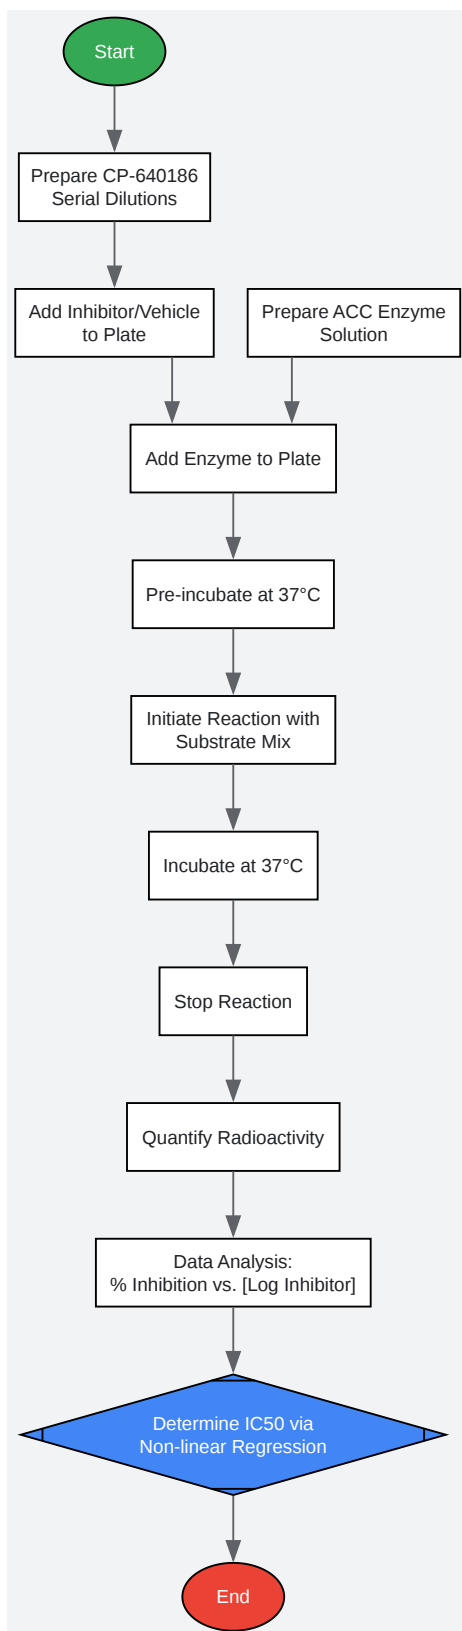 Start
Prepare CP-640186
Serial Dilutions
Add Inhibitor/Vehicle
to Plate
Prepare ACC Enzyme
Solution
Add Enzyme to Plate
Pre-incubate at 37°C
Initiate Reaction with
Substrate Mix
Incubate at 37°C
Stop Reaction
Quantify Radioactivity
Data Analysis:
% Inhibition vs. [Log Inhibitor]
Determine IC50 via
Non-linear Regression
End